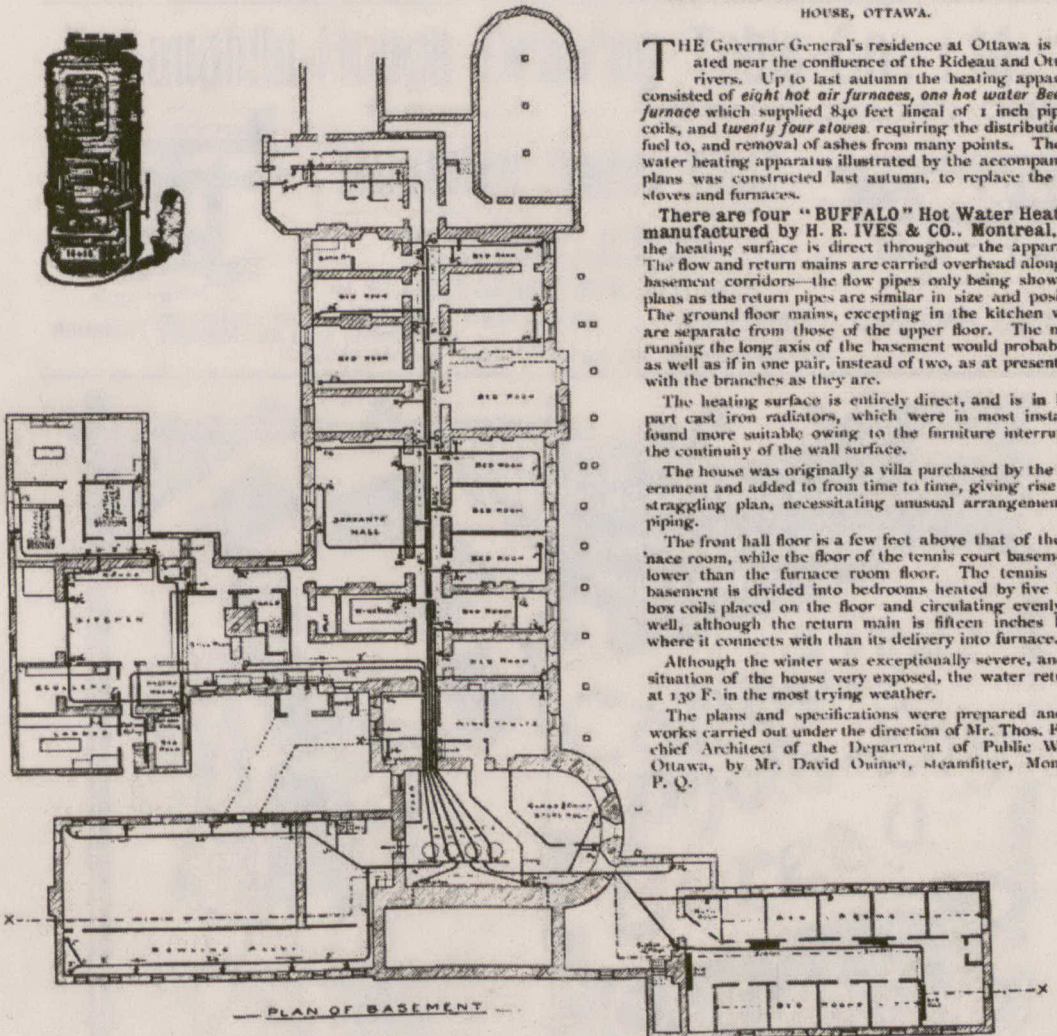 HOUSE, OTTAWA.
THE Governor General's residence at Ottawa is
ated near the confluence of the Rideau and Ott
rivers. Up to last autumn the heating appar
consisted of eight hot air furnaces, one hot water Bee
furnace which supplied 840 feet lineal of 1 inch pip
coils, and twenty four stoves requiring the distributi
fuel to, and removal of ashes from many points. The
water heating apparatus illustrated by the accompan
plans was constructed last autumn, to replace the
stoves and furnaces.
There are four "BUFFALO" Hot Water Heat
manufactured by H. R. IVES & CO., Montreal,
the heating surface is direct throughout the appar
The flow and return mains are carried overhead along
basement corridors—the flow pipes only being show
plans as the return pipes are similar in size and posi
The ground floor mains, excepting in the kitchen w
are separate from those of the upper floor. The m
running the long axis of the basement would probab
as well as if in one pair, instead of two, as at present
with the branches as they are.
The heating surface is entirely direct, and is in
part cast iron radiators, which were in most insta
found more suitable owing to the furniture interru
the continuity of the wall surface.
The house was originally a villa purchased by the
ernment and added to from time to time, giving rise
straggling plan, necessitating unusual arrangemen
piping.
The front hall floor is a few feet above that of the
nace room, while the floor of the tennis court basem
lower than the furnace room floor. The tennis
basement is divided into bedrooms heated by five
box coils placed on the floor and circulating evenly
well, although the return main is fifteen inches l
where it connects with than its delivery into furnace.
Although the winter was exceptionally severe, an
situation of the house very exposed, the water ret
at 130 F. in the most trying weather.
The plans and specifications were prepared an
works carried out under the direction of Mr. Thos. F
chief Architect of the Department of Public W
Ottawa, by Mr. David Ouimet, steamfitter, Mon
P. Q.
BED ROOM
BED ROOM
BED ROOM
BED ROOM
BED ROOM
BED ROOM
BED ROOM
SERVANTS' HALL
BED ROOM
BED ROOM
KITCHEN
SCULLERY
LARDER
BED ROOM
WINE VAULTS
BOWLING ALLEY
BED ROOMS
BED ROOMS
X
X
PLAN OF BASEMENT